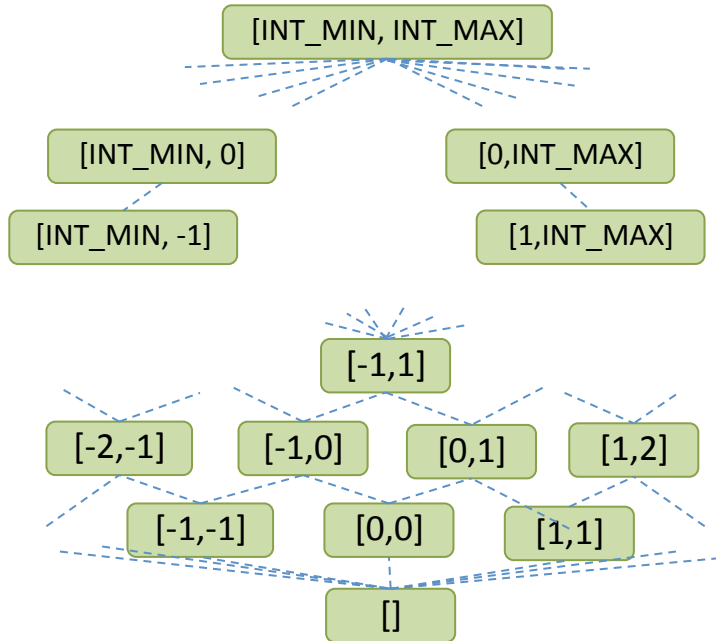 [INT_MIN, INT_MAX]
[INT_MIN, 0]
[0,INT_MAX]
[INT_MIN, -1]
[1,INT_MAX]
[-1,1]
[-2,-1]
[-1,0]
[0,1]
[1,2]
[-1,-1]
[0,0]
[1,1]
[]